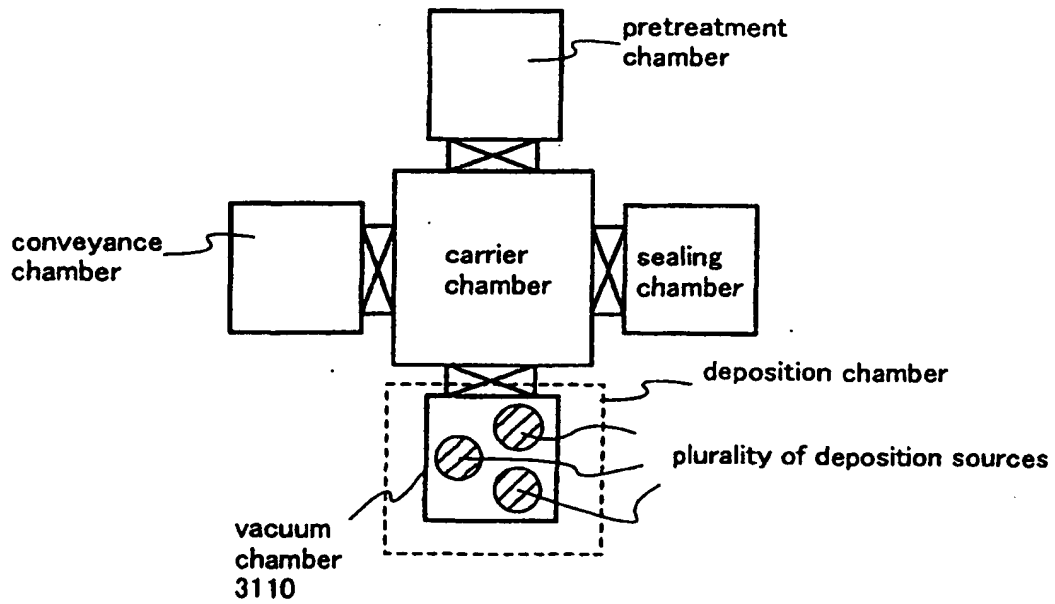 pretreatment
chamber
conveyance
chamber
carrier
chamber
sealing
chamber
deposition chamber
plurality of deposition sources
vacuum
chamber
3110